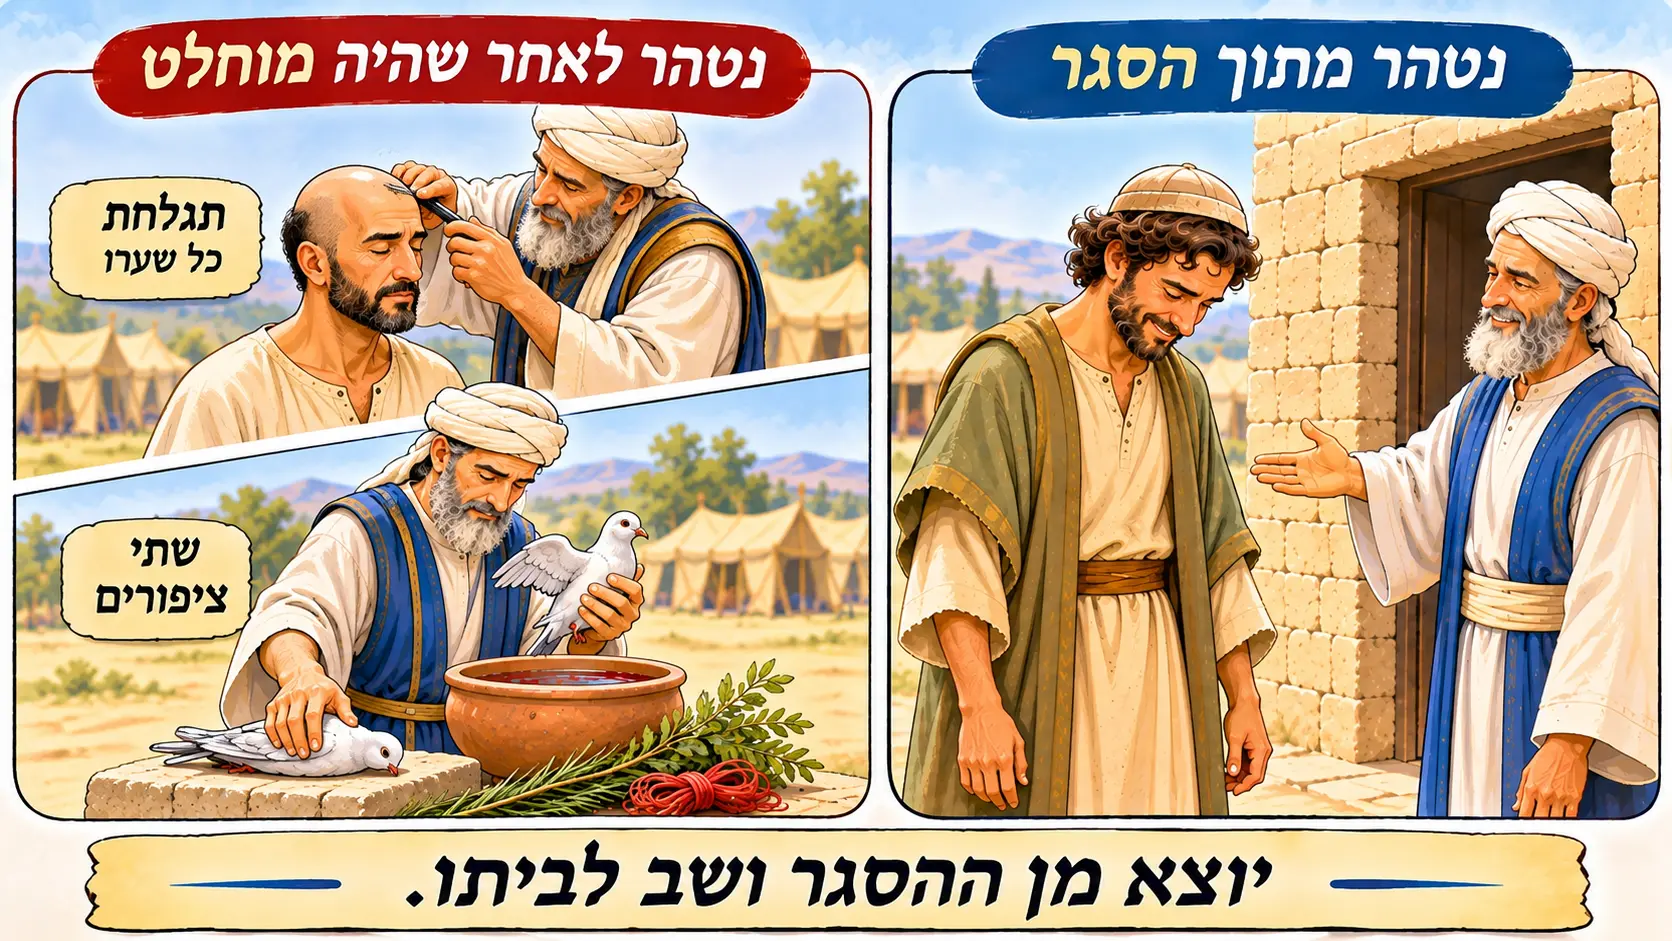 נטהר מתוך הסגר
נטהר לאחר שהיה מוחלט
תגלחת
כל שערו
שתי
ציפורים
יוצא מן ההסגר ושב לביתו.